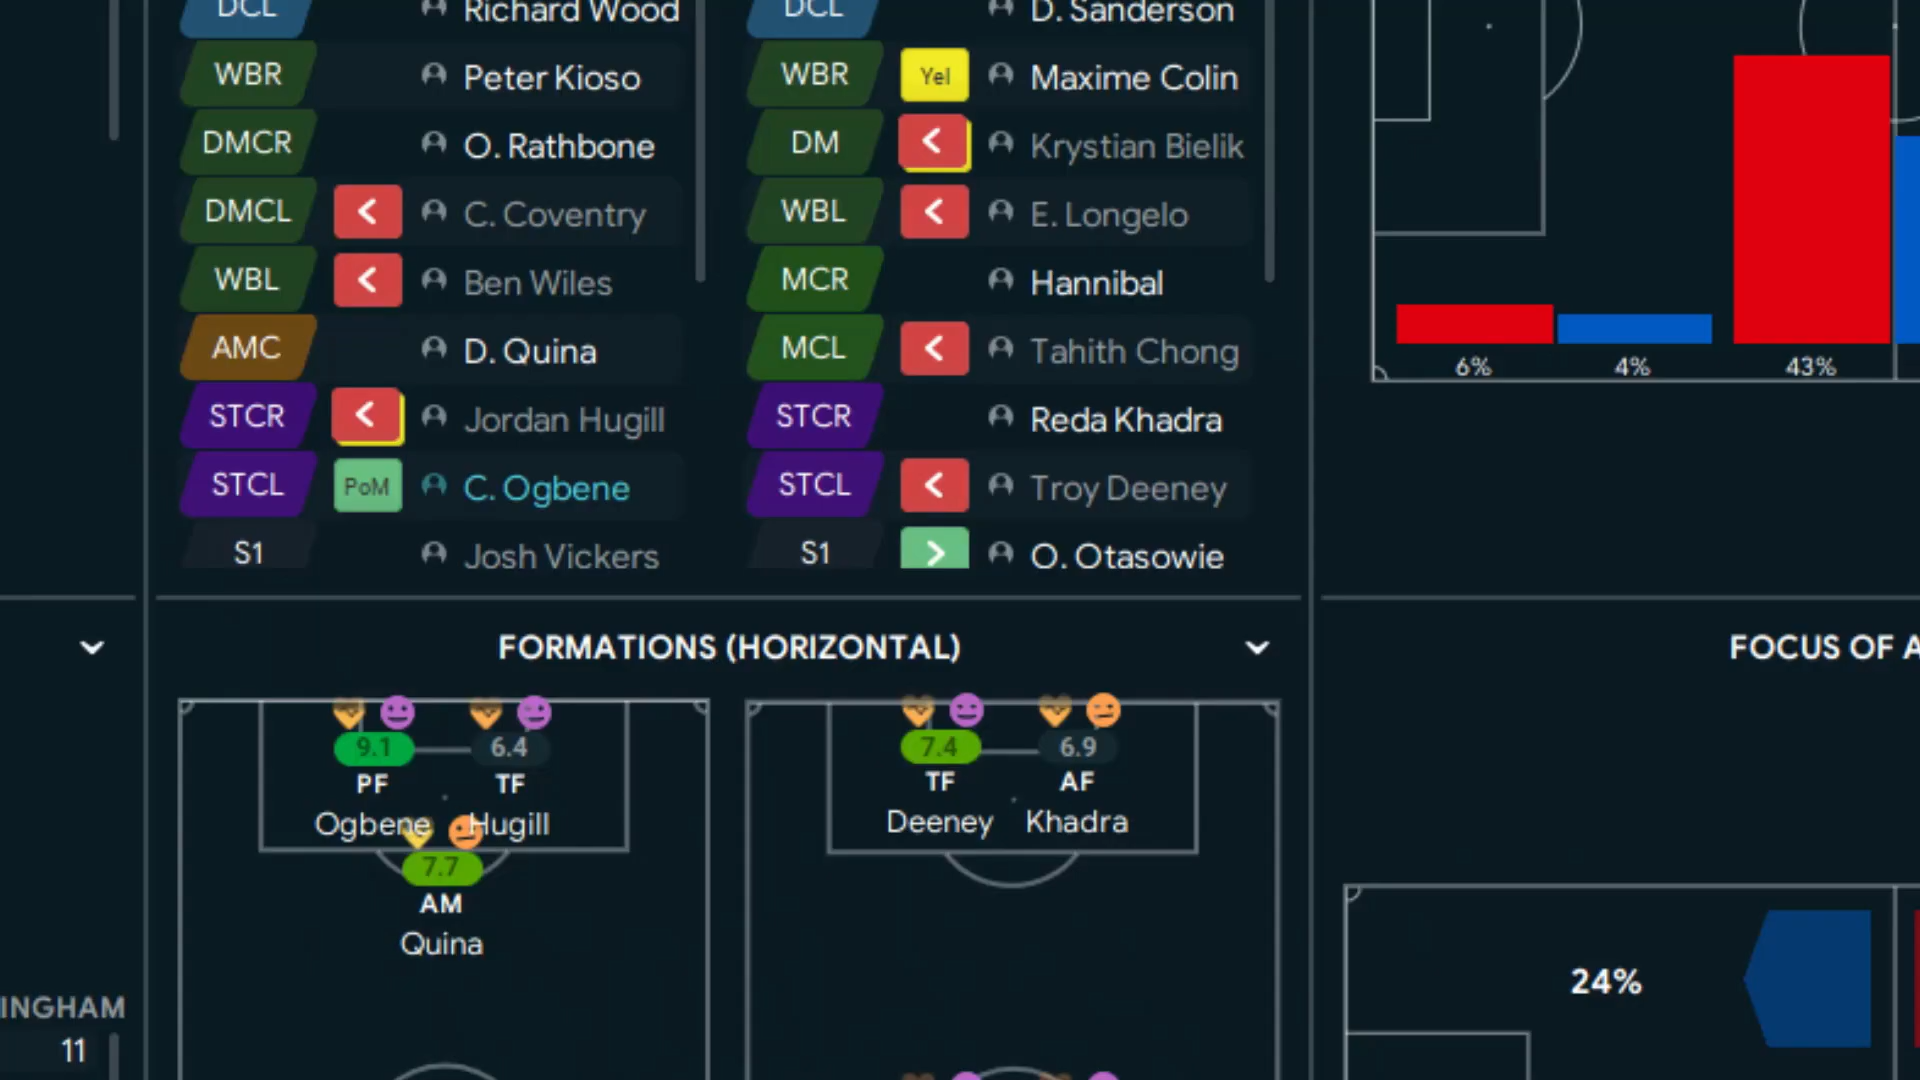 DCL Richard Wood
WBR Peter Kioso
DMCR O. Rathbone
DMCL C. Coventry
WBL Ben Wiles
AMC D. Quina
STCR Jordan Hugill
STCL PoM C. Ogbene
S1 Josh Vickers
DCL D. Sanderson
WBR Yel Maxime Colin
DM Krystian Bielik
WBL E. Longelo
MCR Hannibal
MCL Tahith Chong
STCR Reda Khadra
STCL Troy Deeney
S1 O. Otasowie
6% 4% 43%
FORMATIONS (HORIZONTAL)
9.1 6.4
PF TF
Ogbene Hugill
7.7
AM
Quina
7.4 6.9
TF AF
Deeney Khadra
FOCUS OF A
24%
INGHAM
11